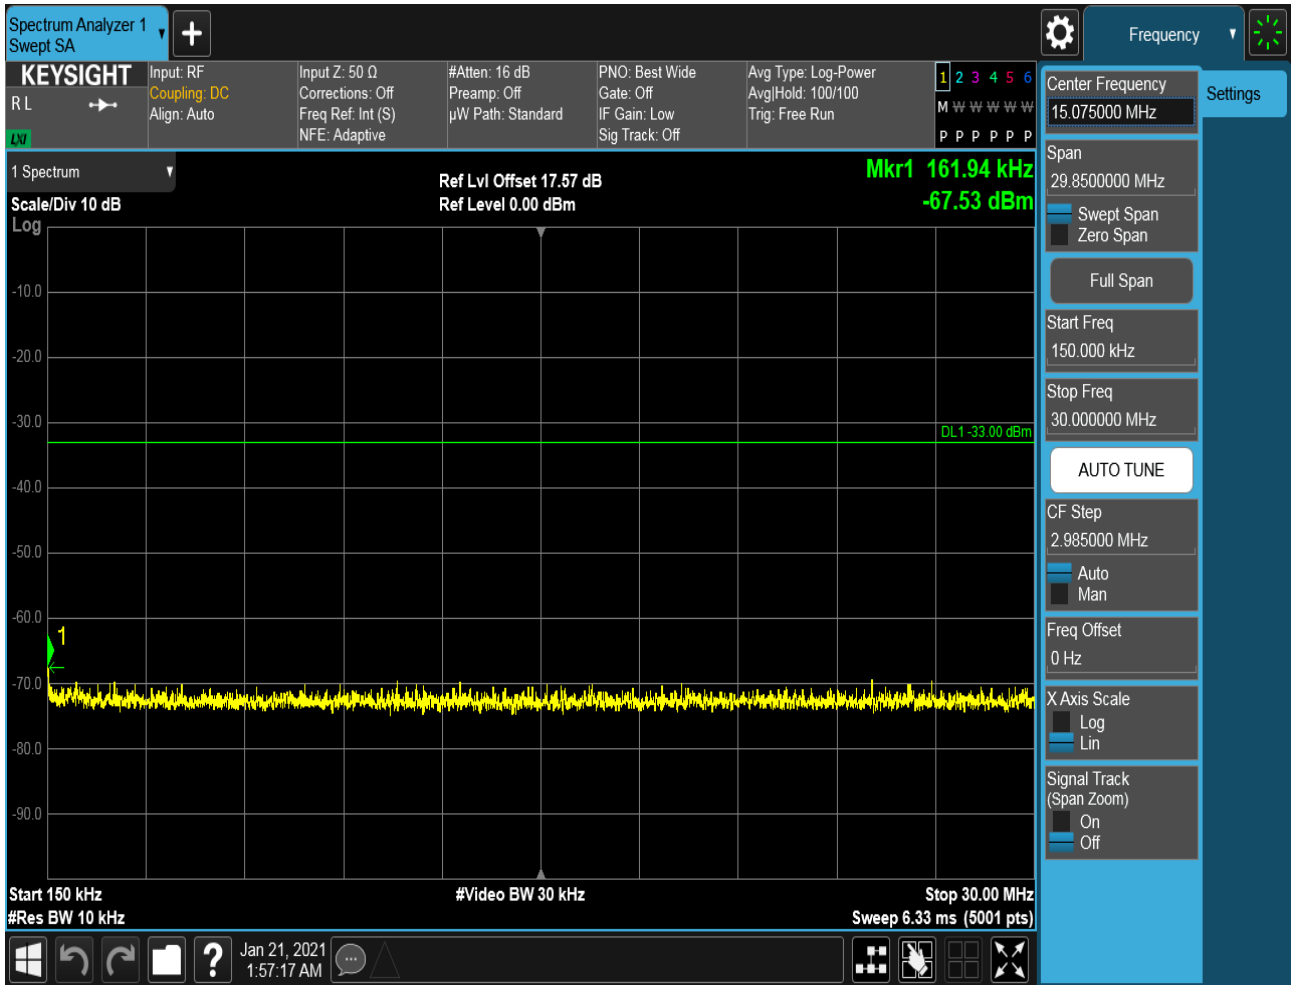 Spectrum Analyzer 1
Swept SA
Frequency
KEYSIGHT
R L
LXI
Input: RF
Coupling: DC
Align: Auto
Input Z: 50 Ω
Corrections: Off
Freq Ref: Int (S)
NFE: Adaptive
#Atten: 16 dB
Preamp: Off
µW Path: Standard
PNO: Best Wide
Gate: Off
IF Gain: Low
Sig Track: Off
Avg Type: Log-Power
Avg|Hold: 100/100
Trig: Free Run
1 2 3 4 5 6
M W W W W W
P P P P P P
1 Spectrum
Scale/Div 10 dB
Log
Ref Lvl Offset 17.57 dB
Ref Level 0.00 dBm
Mkr1 161.94 kHz
-67.53 dBm
-10.0
-20.0
-30.0
DL1 -33.00 dBm
-40.0
-50.0
-60.0
1
-70.0
-80.0
-90.0
Start 150 kHz
#Video BW 30 kHz
Stop 30.00 MHz
#Res BW 10 kHz
Sweep 6.33 ms (5001 pts)
?
Jan 21, 2021
1:57:17 AM
Center Frequency
15.075000 MHz
Settings
Span
29.8500000 MHz
Swept Span
Zero Span
Full Span
Start Freq
150.000 kHz
Stop Freq
30.000000 MHz
AUTO TUNE
CF Step
2.985000 MHz
Auto
Man
Freq Offset
0 Hz
X Axis Scale
Log
Lin
Signal Track
(Span Zoom)
On
Off